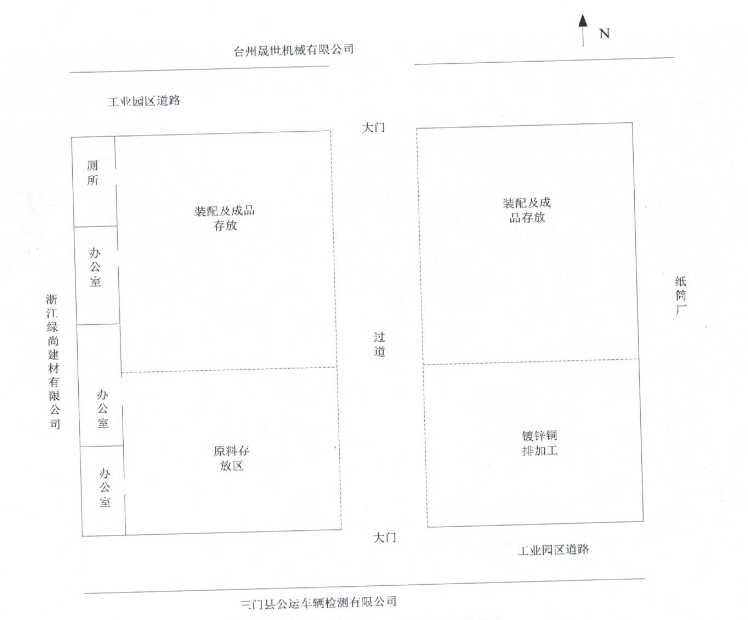 台州晟世机械有限公司
N
工业园区道路
大门
厕所
装配及成品
存放
装配及成
品存放
办公室
浙江绿尚建材有限公司
纸筒厂
过道
办公室
原料存
放区
镀锌铜
排加工
办公室
大门
工业园区道路
三门县公运车辆检测有限公司